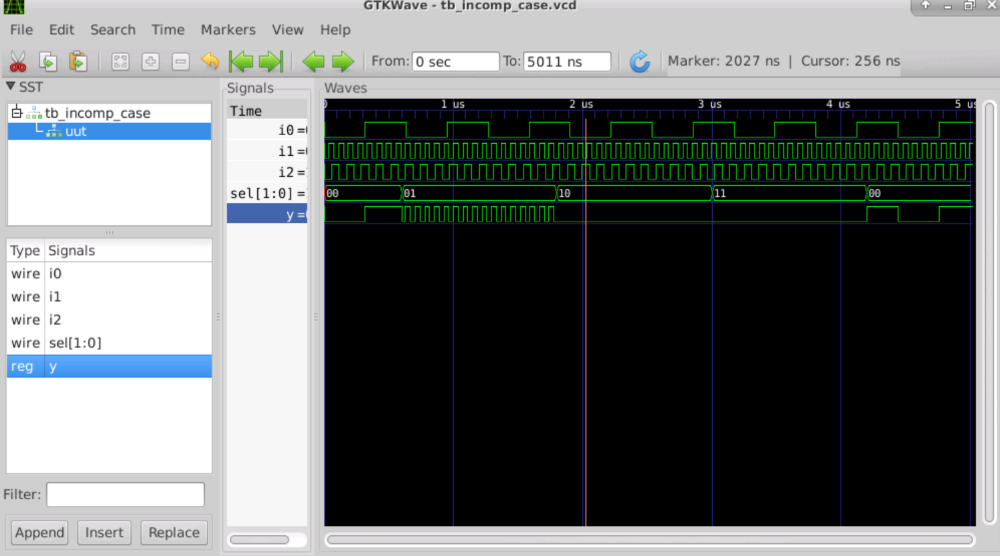 GTKWave - tb_incomp_case.vcd
File Edit Search Time Markers View Help
From: 0 sec To: 5011 ns Marker: 2027 ns | Cursor: 256 ns
SST
tb_incomp_case
uut
Type Signals
wire i0
wire i1
wire i2
wire sel[1:0]
reg y
Filter:
Append Insert Replace
Signals
Time
i0 =
i1 =
i2 =
sel[1:0] =
y =
Waves
1 us 2 us 3 us 4 us 5 us
00 01 10 11 00